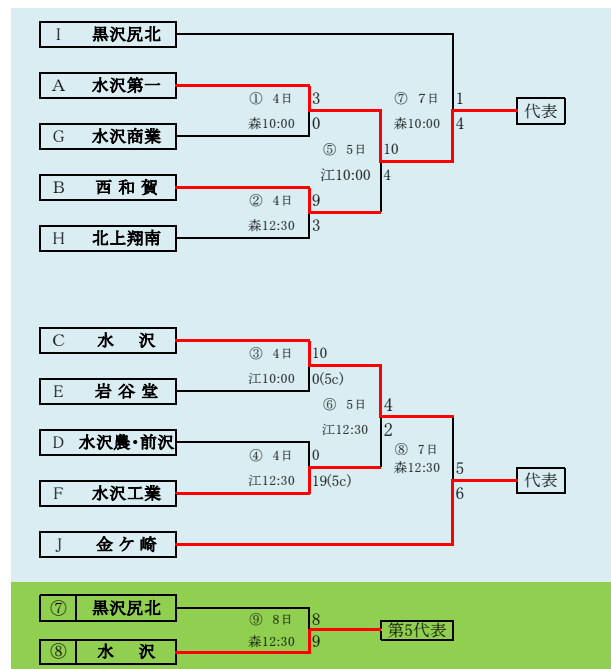 I 黒沢尻北
A 水沢第一
① 4日 3
⑦ 7日 1
代表
森10:00 0
森10:00 4
G 水沢商業
⑤ 5日 10
江10:00 4
B 西和賀
② 4日 9
森12:30 3
H 北上翔南
C 水 沢
③ 4日 10
江10:00 0(5c)
E 岩谷堂
⑥ 5日 4
江12:30 2
D 水沢農・前沢
④ 4日 0
⑧ 7日 5
森12:30 6
代表
江12:30 19(5c)
F 水沢工業
J 金ケ崎
⑦ 黒沢尻北
⑨ 8日 8
第5代表
森12:30 9
⑧ 水 沢